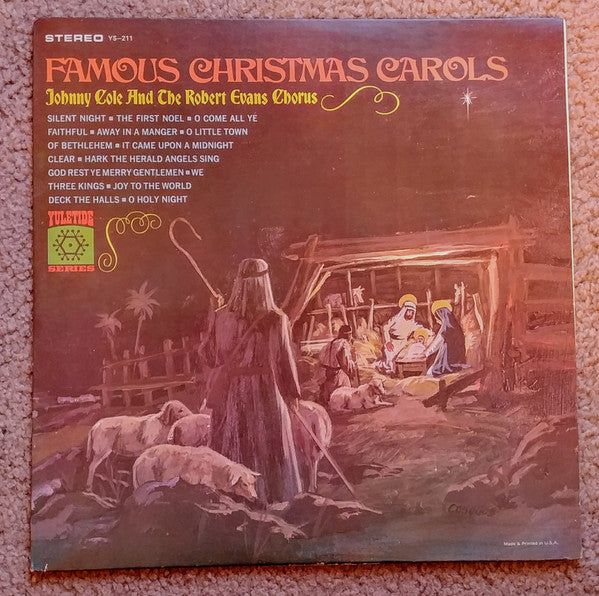 STEREO YS-211
FAMOUS CHRISTMAS CAROLS
Johnny Cole And The Robert Evans Chorus
SILENT NIGHT ■ THE FIRST NOEL ■ O COME ALL YE
FAITHFUL ■ AWAY IN A MANGER ■ O LITTLE TOWN
OF BETHLEHEM ■ IT CAME UPON A MIDNIGHT
CLEAR ■ HARK THE HERALD ANGELS SING
GOD REST YE MERRY GENTLEMEN ■ WE
THREE KINGS ■ JOY TO THE WORLD
DECK THE HALLS ■ O HOLY NIGHT
YULETIDE
SERIES
Made & Printed in U.S.A.